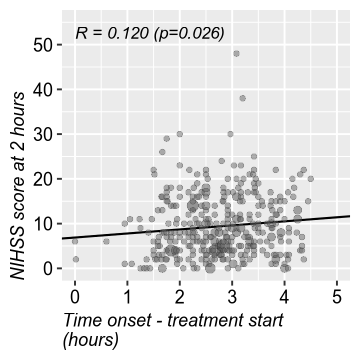 R = 0.120 (p=0.026)
NIHSS score at 2 hours
50
40
30
20
10
0
0 1 2 3 4 5
Time onset - treatment start
(hours)